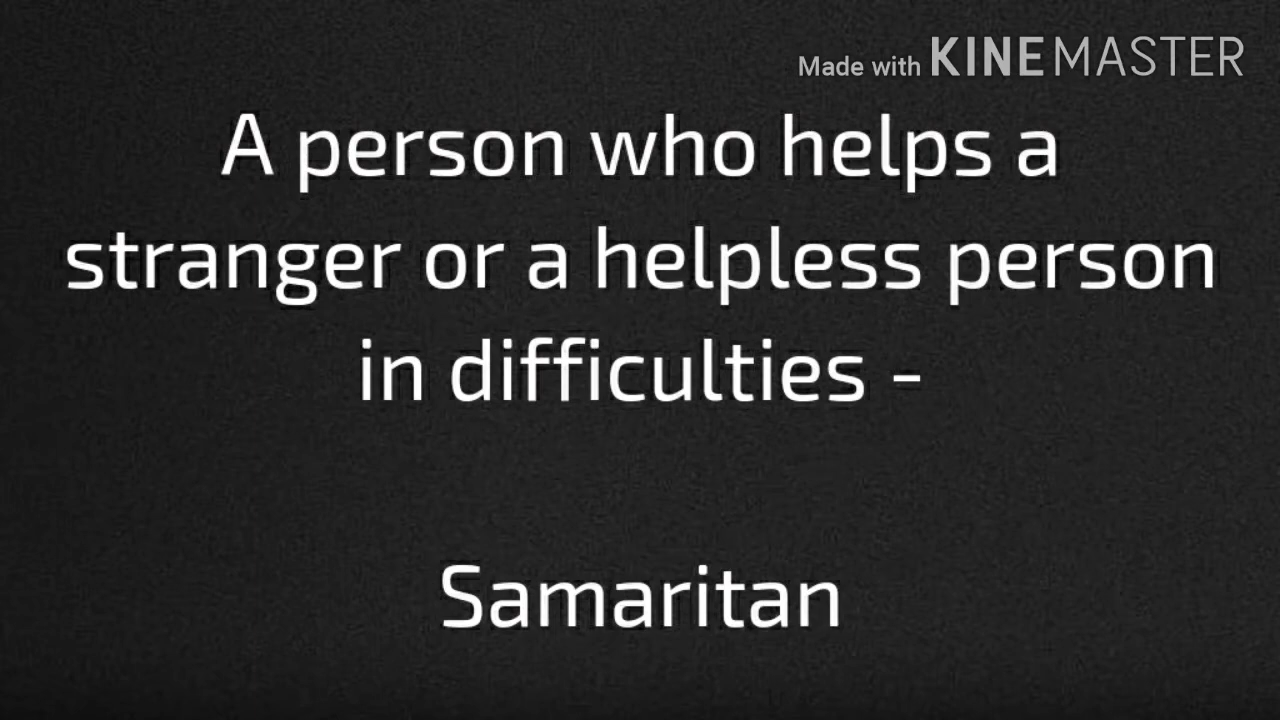 Made with KINEMASTER
A person who helps a
stranger or a helpless person
in difficulties -
Samaritan